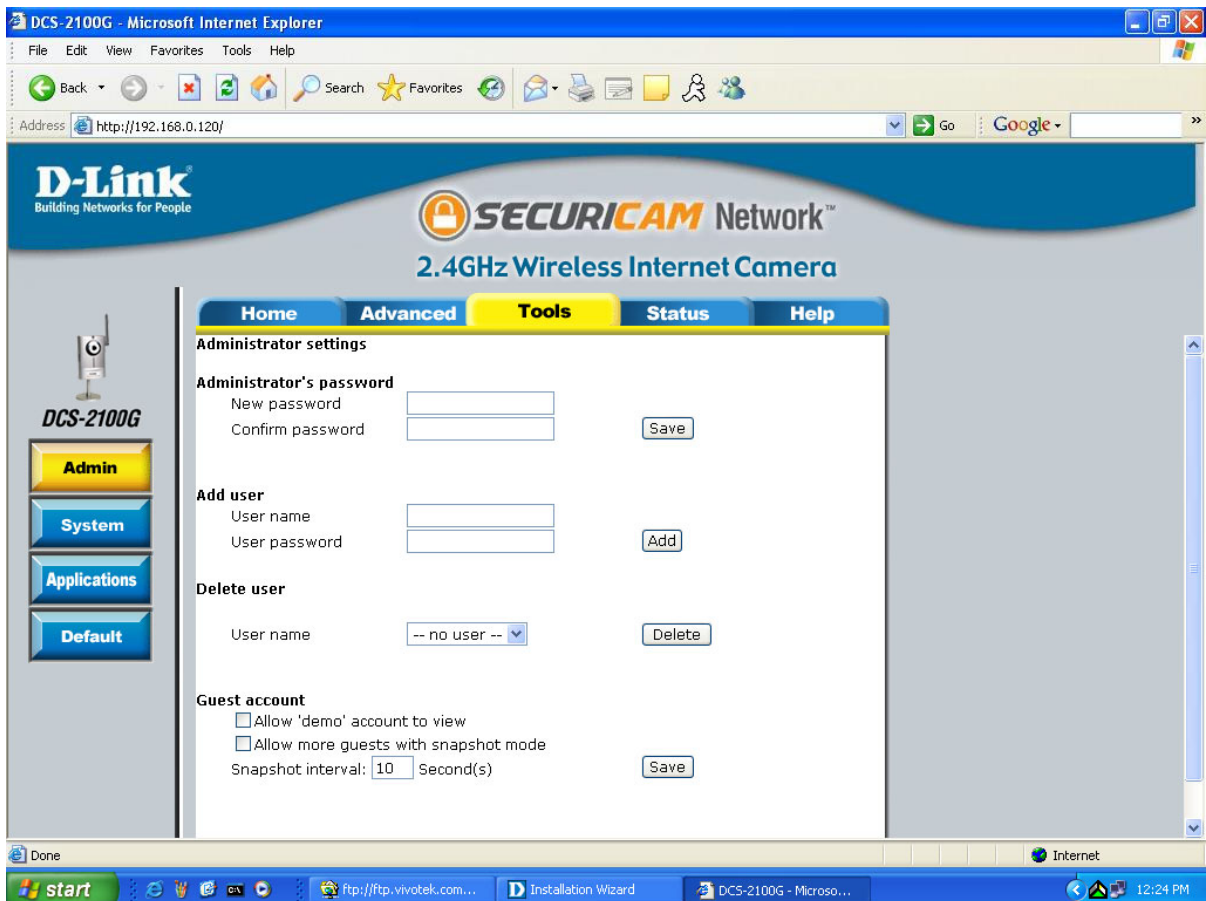 DCS-2100G - Microsoft Internet Explorer
File Edit View Favorites Tools Help
Back Search Favorites
Address http://192.168.0.120/ Go Google
D-Link
Building Networks for People
SECURICAM Network™
2.4GHz Wireless Internet Camera
Home Advanced Tools Status Help
DCS-2100G
Admin
System
Applications
Default
Administrator settings
Administrator's password
New password
Confirm password Save
Add user
User name
User password Add
Delete user
User name -- no user -- Delete
Guest account
Allow 'demo' account to view
Allow more guests with snapshot mode
Snapshot interval: 10 Second(s) Save
Done Internet
start ftp://ftp.vivotek.com... Installation Wizard DCS-2100G - Microso... 12:24 PM